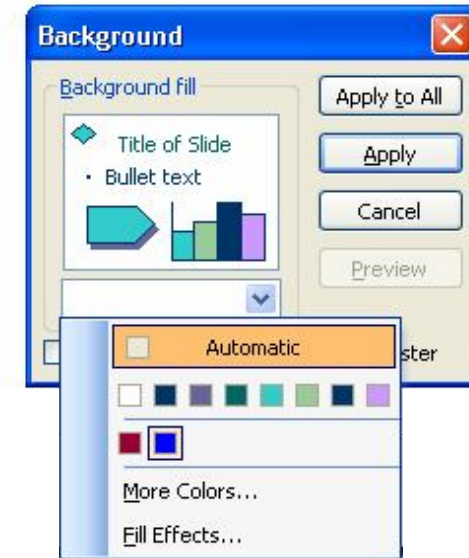 Background
Background fill
Title of Slide
• Bullet text
Apply to All
Apply
Cancel
Preview
ster
Automatic
More Colors...
Fill Effects...